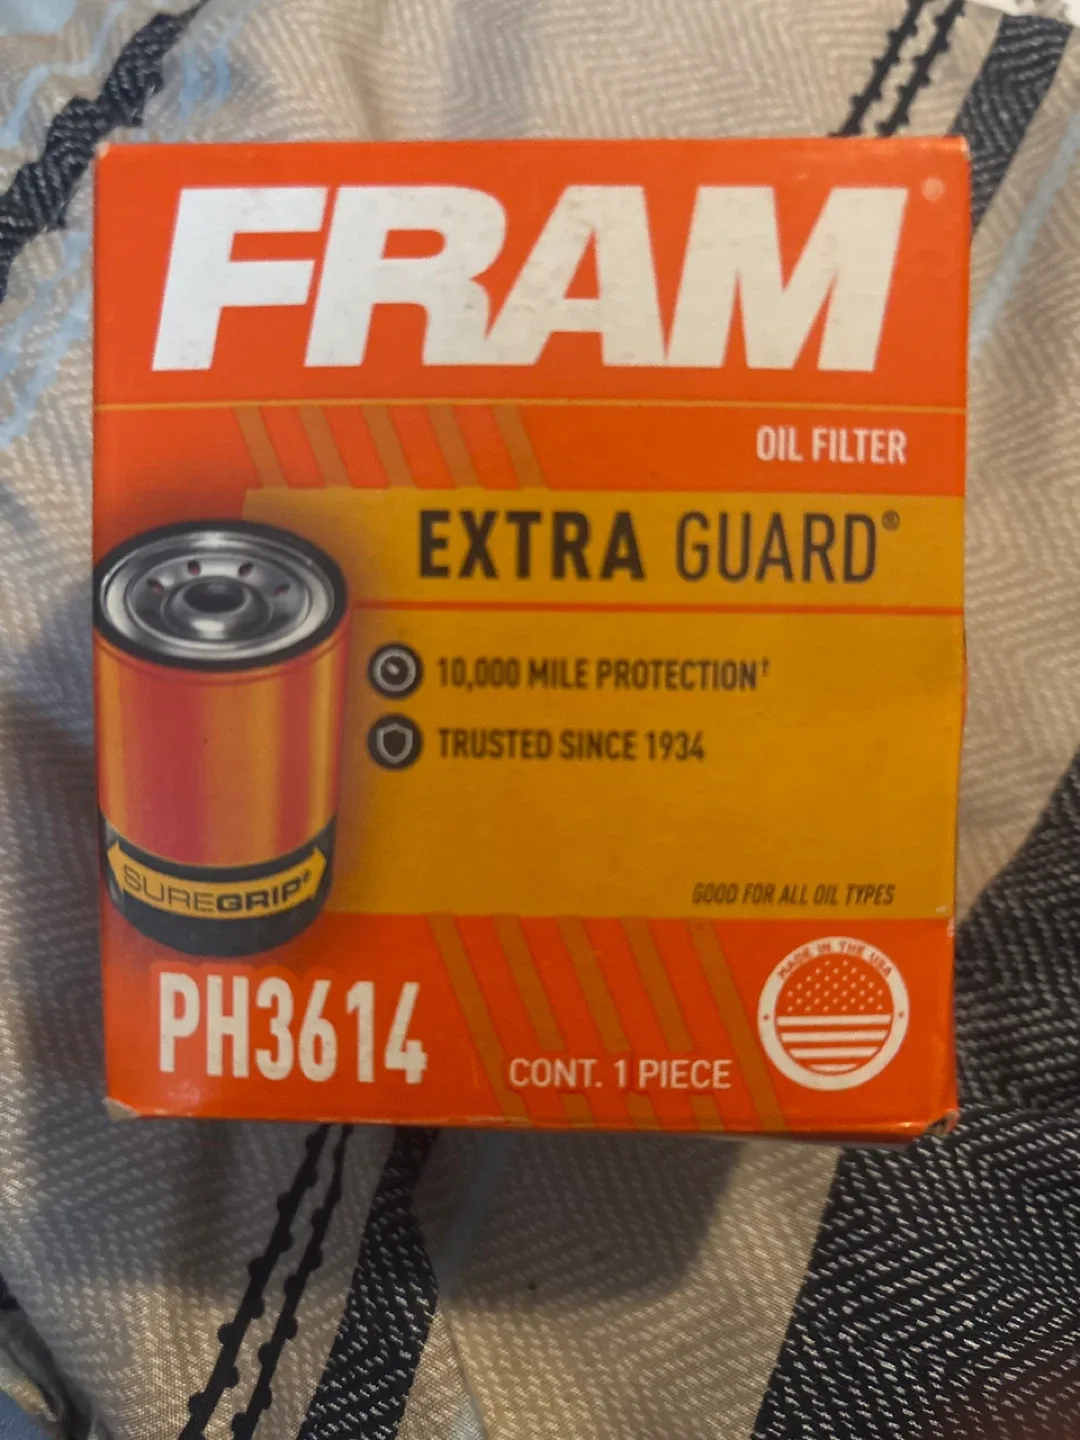 FRAM
OIL FILTER
EXTRA GUARD®
10,000 MILE PROTECTION†
TRUSTED SINCE 1934
SUREGRIP®
GOOD FOR ALL OIL TYPES
MADE IN THE USA
PH3614
CONT. 1 PIECE